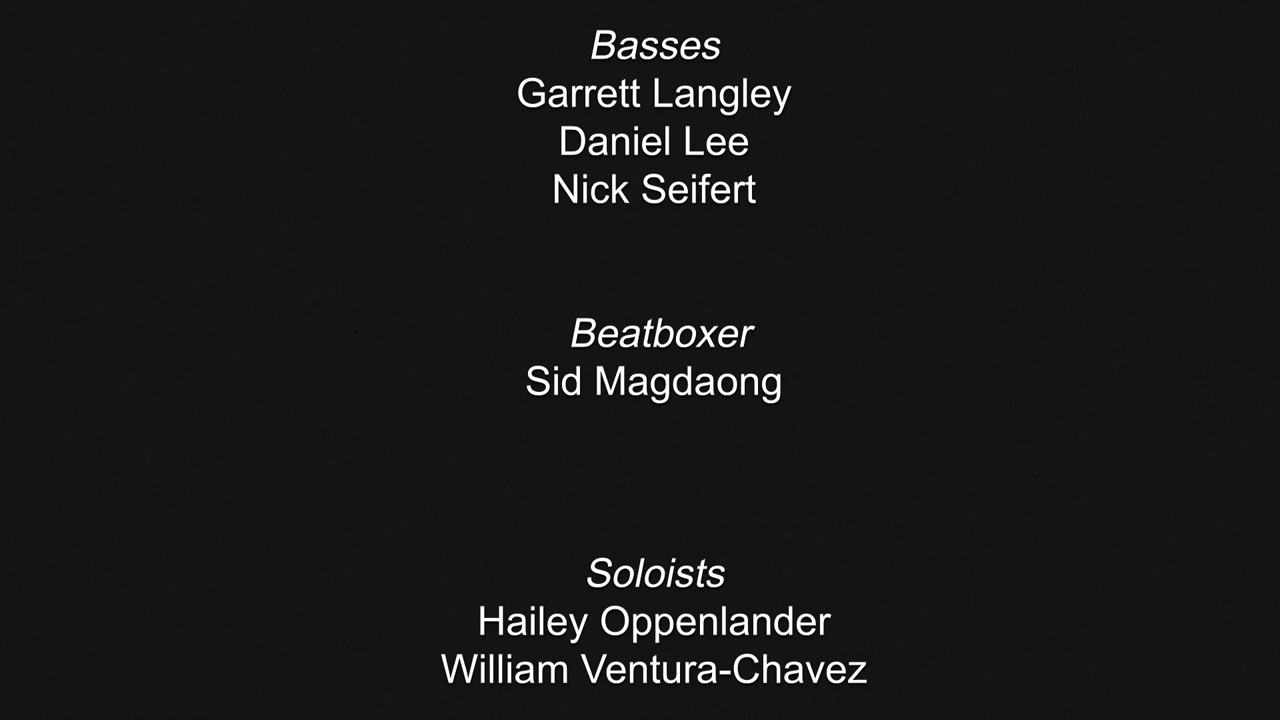 Basses
Garrett Langley
Daniel Lee
Nick Seifert
Beatboxer
Sid Magdaong
Soloists
Hailey Oppenlander
William Ventura-Chavez